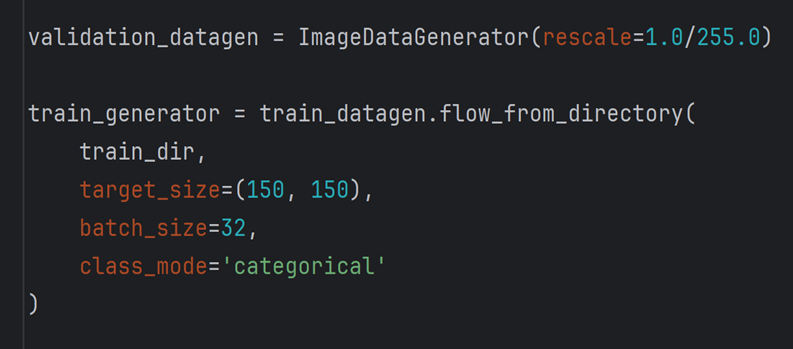 validation_datagen = ImageDataGenerator(rescale=1.0/255.0)
train_generator = train_datagen.flow_from_directory(
    train_dir,
    target_size=(150, 150),
    batch_size=32,
    class_mode='categorical'
)